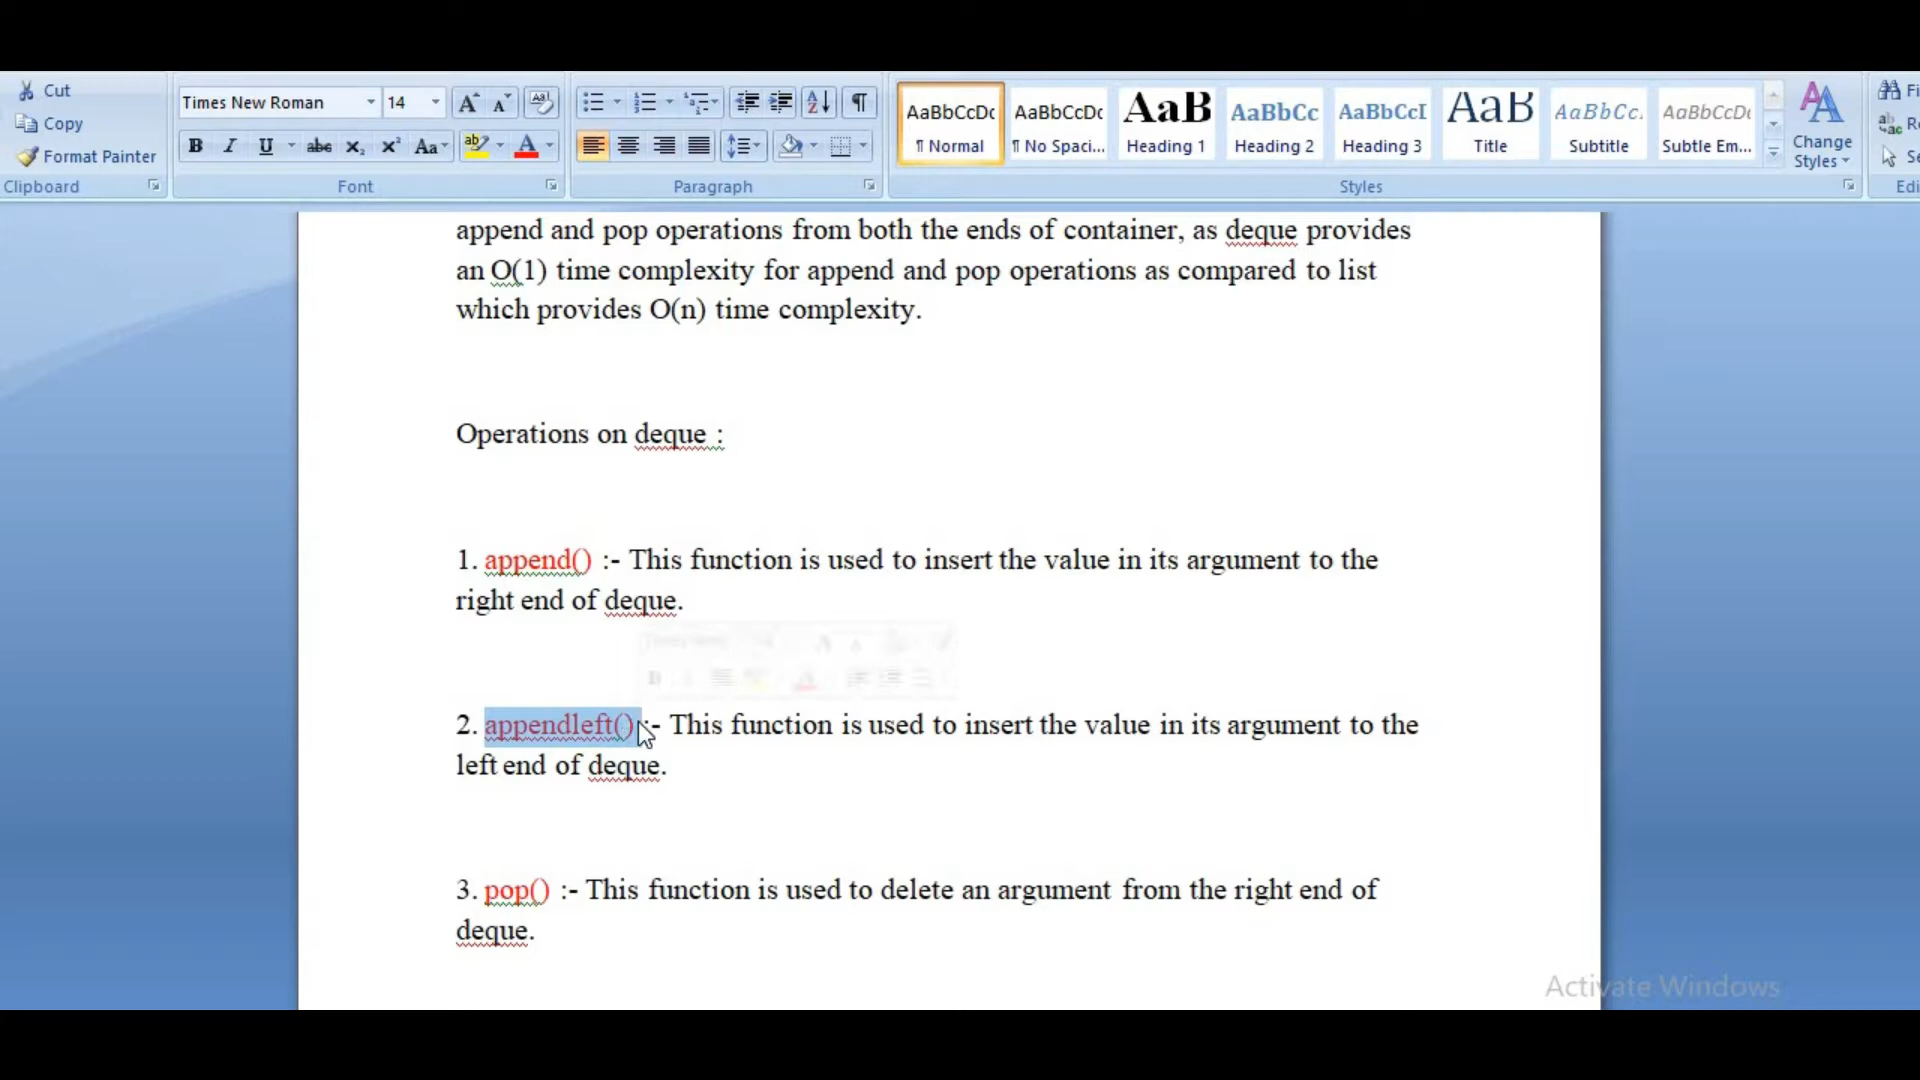 Cut
Copy
Format Painter
Clipboard
Times New Roman
14
B I U abc x₂ x² Aa
Font
Paragraph
AaBbCcDc AaBbCcDc AaB AaBbCc AaBbCcI AaB AaBbCc. AaBbCcDc
¶ Normal ¶ No Spaci... Heading 1 Heading 2 Heading 3 Title Subtitle Subtle Em...
Styles
Change
Styles
append and pop operations from both the ends of container, as deque provides
an O(1) time complexity for append and pop operations as compared to list
which provides O(n) time complexity.
Operations on deque :
1. append() :- This function is used to insert the value in its argument to the
right end of deque.
2. appendleft() :- This function is used to insert the value in its argument to the
left end of deque.
3. pop() :- This function is used to delete an argument from the right end of
deque.
Activate Windows